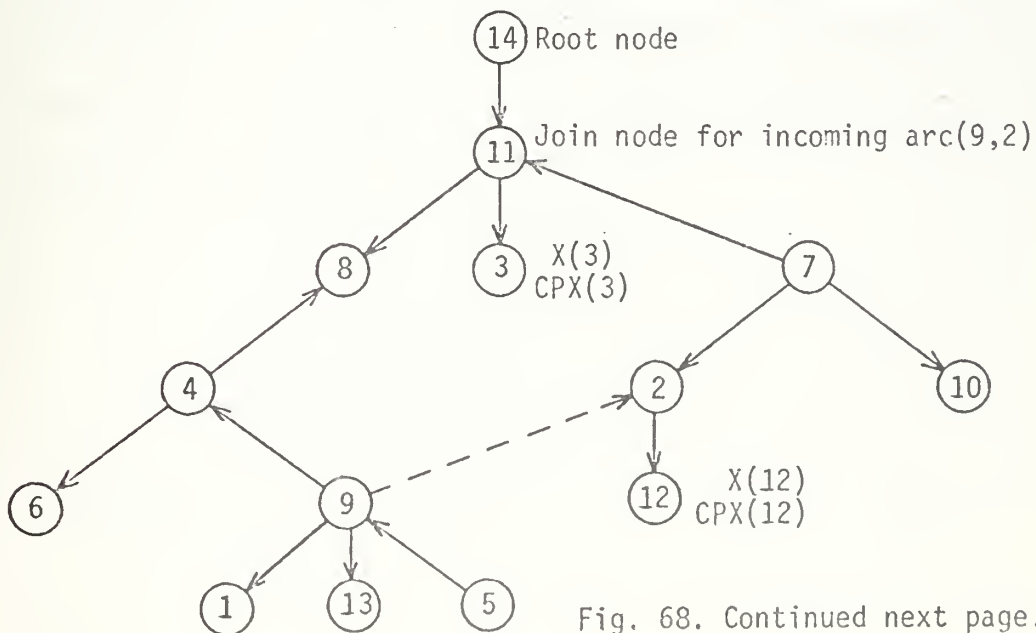 14 Root node
11 Join node for incoming arc(9,2)
8 3 X(3) 7
CPX(3)
4 2 10
6 9 12 X(12)
CPX(12)
1 13 5
Fig. 68. Continued next page.